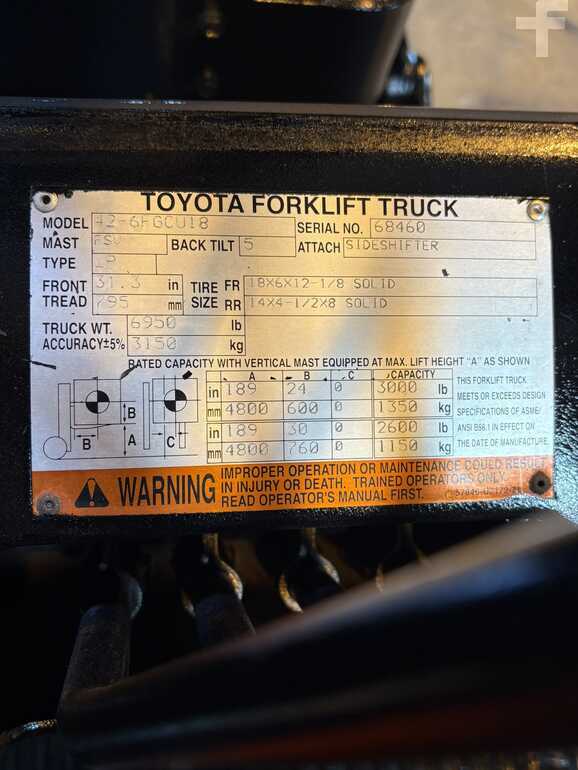 TOYOTA FORKLIFT TRUCK
MODEL 42-6FGCU18 SERIAL NO. 68460
MAST FSV BACK TILT 5 ATTACH SIDESHIFTER
TYPE LP
FRONT TREAD 31.3 in 795 mm
TIRE SIZE FR 18X6X12-1/8 SOLID
RR 14X4-1/2X8 SOLID
TRUCK WT. 6950 lb
ACCURACY±5% 3150 kg
RATED CAPACITY WITH VERTICAL MAST EQUIPPED AT MAX. LIFT HEIGHT "A" AS SHOWN
A B C CAPACITY
in 189 24 0 3000 lb
mm 4800 600 0 1350 kg
in 189 30 0 2600 lb
mm 4800 760 0 1150 kg
B B A C
THIS FORKLIFT TRUCK
MEETS OR EXCEEDS DESIGN
SPECIFICATIONS OF ASME/
ANSI B56.1 IN EFFECT ON
THE DATE OF MANUFACTURE.
WARNING
IMPROPER OPERATION OR MAINTENANCE COULD RESULT
IN INJURY OR DEATH. TRAINED OPERATORS ONLY.
READ OPERATOR'S MANUAL FIRST.